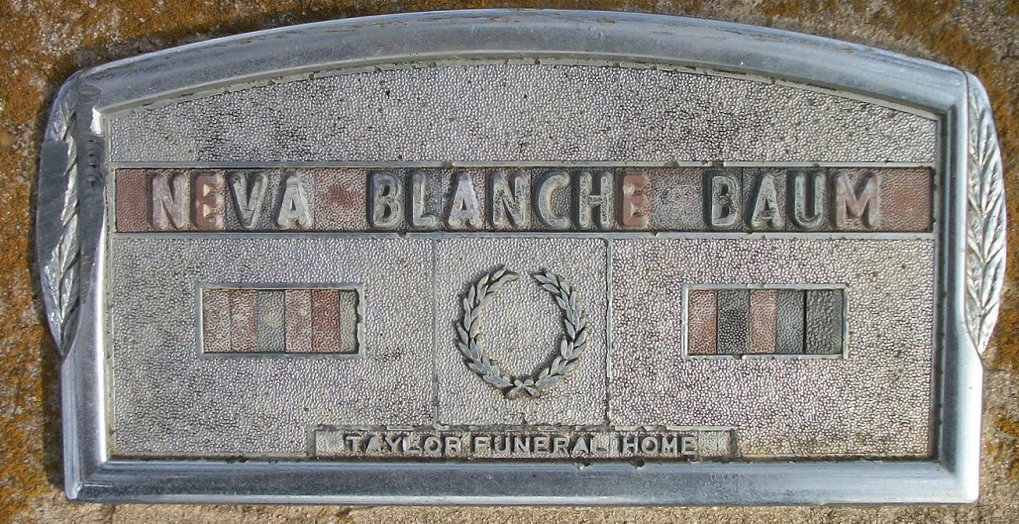 NEVA BLANCHE BAUM
TAYLOR FUNERAL HOME